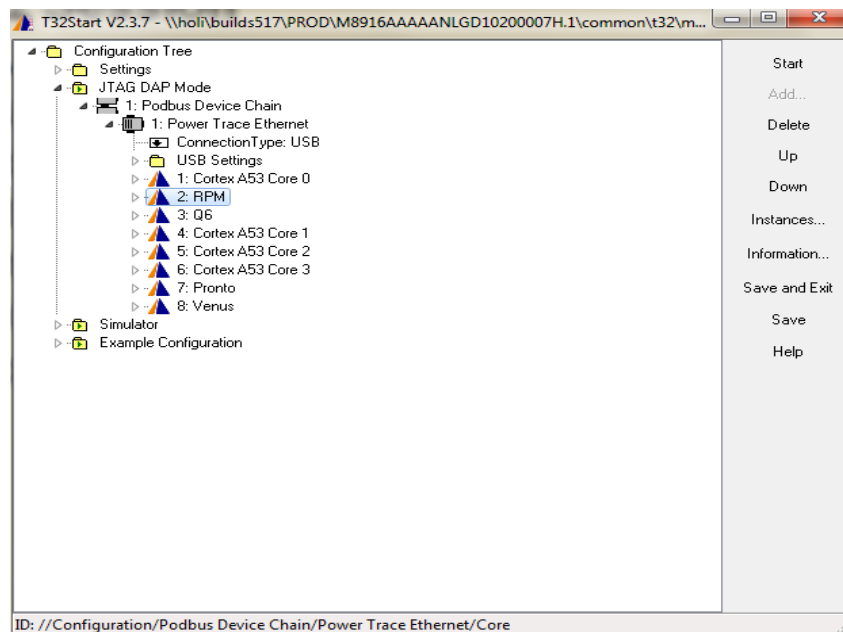 T32Start V2.3.7 - \\holi\builds517\PROD\M8916AAAAANLGD10200007H.1\common\t32\m...
Configuration Tree
Settings
JTAG DAP Mode
1: Podbus Device Chain
1: Power Trace Ethernet
ConnectionType: USB
USB Settings
1: Cortex A53 Core 0
2: RPM
3: Q6
4: Cortex A53 Core 1
5: Cortex A53 Core 2
6: Cortex A53 Core 3
7: Pronto
8: Venus
Simulator
Example Configuration
Start
Add...
Delete
Up
Down
Instances...
Information...
Save and Exit
Save
Help
ID: //Configuration/Podbus Device Chain/Power Trace Ethernet/Core